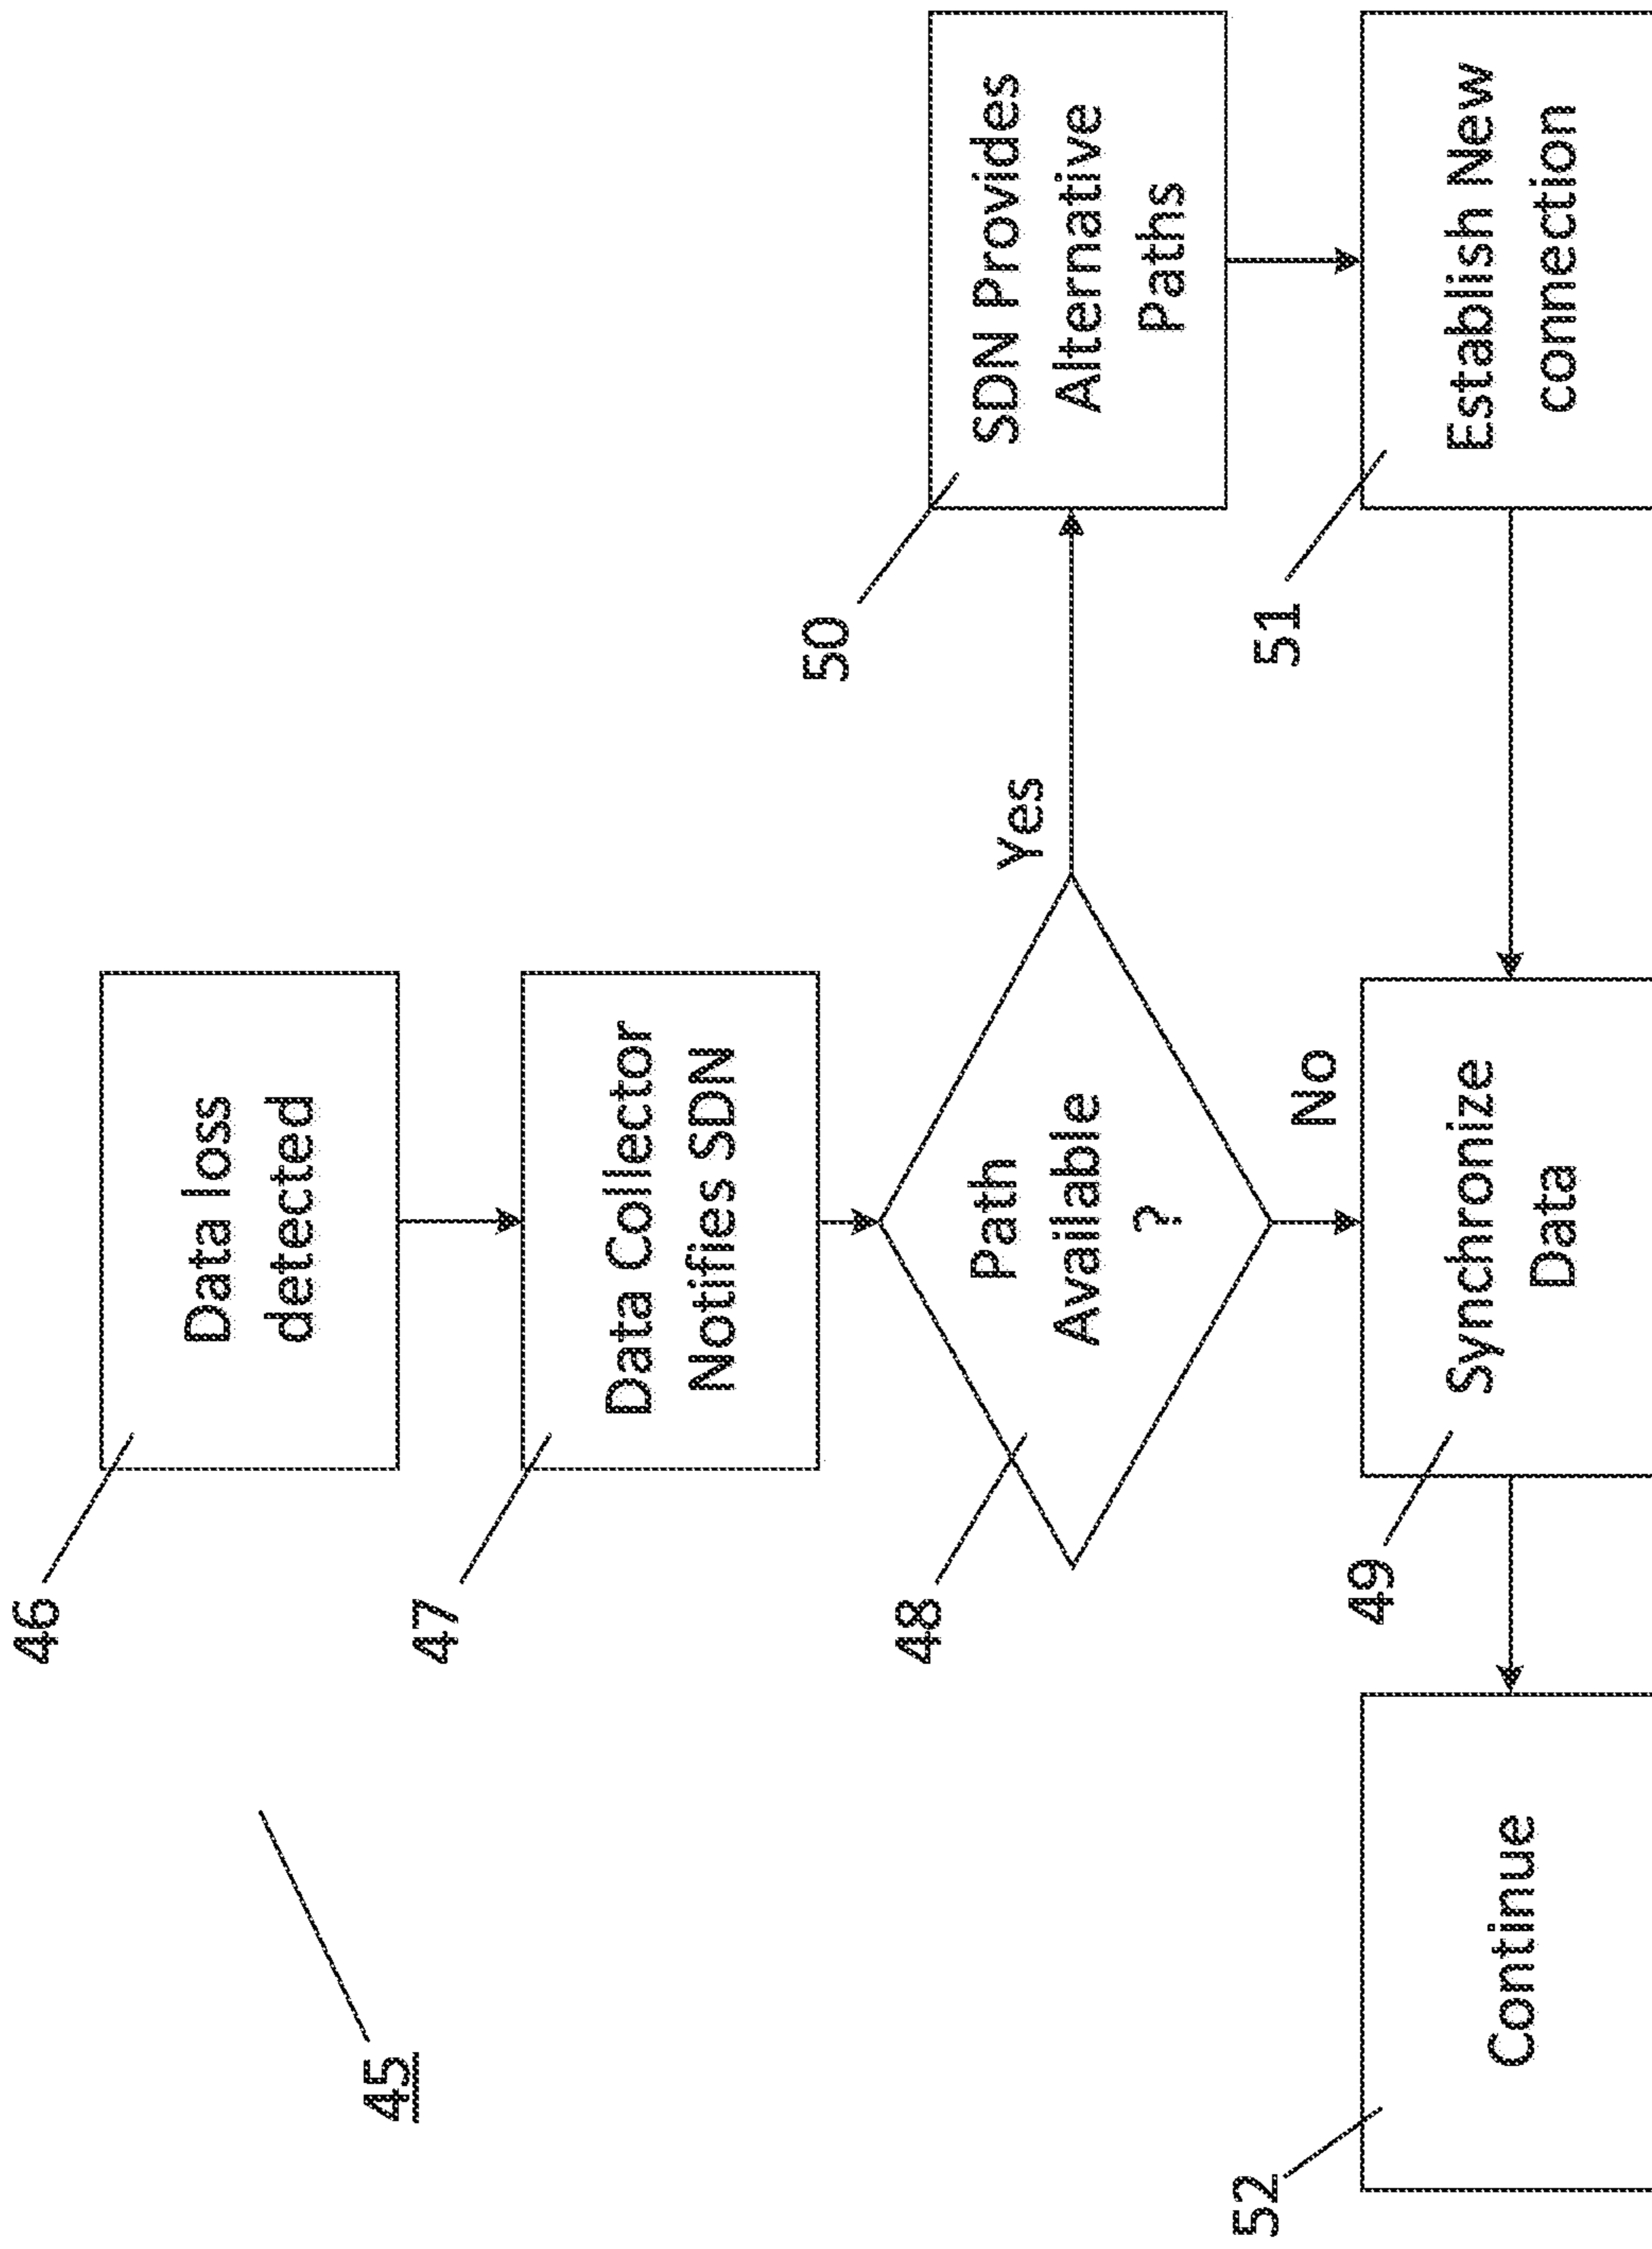 46
Data loss
detected
45
47
Data Collector
Notifies SDN
48
Path
Available
?
Yes
No
50
SDN Provides
Alternative
Paths
52
Continue
49
Synchronize
Data
51
Establish New
connection